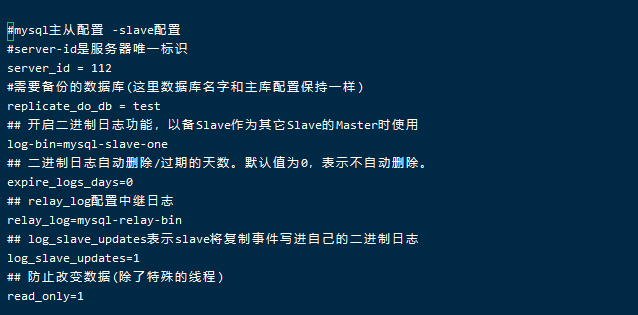 #mysql主从配置 -slave配置
#server-id是服务器唯一标识
server_id = 112
#需要备份的数据库(这里数据库名字和主库配置保持一样)
replicate_do_db = test
## 开启二进制日志功能，以备Slave作为其它Slave的Master时使用
log-bin=mysql-slave-one
## 二进制日志自动删除/过期的天数。默认值为0，表示不自动删除。
expire_logs_days=0
## relay_log配置中继日志
relay_log=mysql-relay-bin
## log_slave_updates表示slave将复制事件写进自己的二进制日志
log_slave_updates=1
## 防止改变数据(除了特殊的线程)
read_only=1